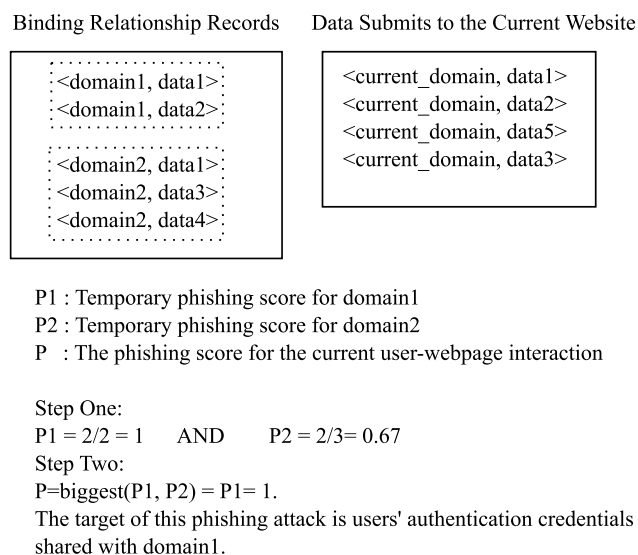 Binding Relationship Records
Data Submits to the Current Website
<domain1, data1>
<domain1, data2>
<domain2, data1>
<domain2, data3>
<domain2, data4>
<current_domain, data1>
<current_domain, data2>
<current_domain, data5>
<current_domain, data3>
P1 : Temporary phishing score for domain1
P2 : Temporary phishing score for domain2
P : The phishing score for the current user-webpage interaction
Step One:
P1 = 2/2 = 1 AND P2 = 2/3= 0.67
Step Two:
P=biggest(P1, P2) = P1= 1.
The target of this phishing attack is users' authentication credentials
shared with domain1.